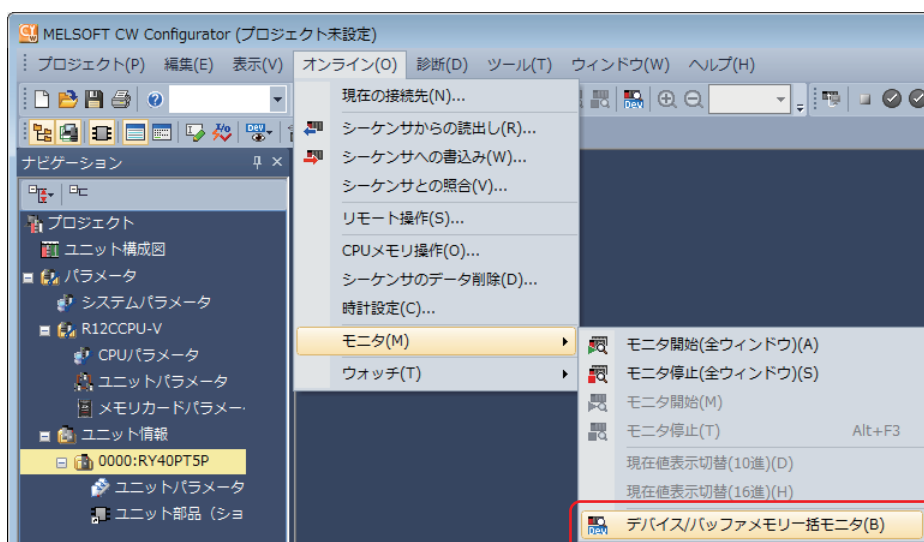 MELSOFT CW Configurator (プロジェクト未設定)
プロジェクト(P) 編集(E) 表示(V) オンライン(O) 診断(D) ツール(T) ウィンドウ(W) ヘルプ(H)
現在の接続先(N)...
シーケンサからの読出し(R)...
シーケンサへの書込み(W)...
シーケンサとの照合(V)...
リモート操作(S)...
CPUメモリ操作(O)...
シーケンサのデータ削除(D)...
時計設定(C)...
モニタ(M)
ウォッチ(T)
ナビゲーション
プロジェクト
ユニット構成図
パラメータ
システムパラメータ
R12CCPU-V
CPUパラメータ
ユニットパラメータ
メモリカードパラメー
ユニット情報
0000:RY40PT5P
ユニットパラメータ
ユニット部品（ショ
モニタ開始(全ウィンドウ)(A)
モニタ停止(全ウィンドウ)(S)
モニタ開始(M)
モニタ停止(T) Alt+F3
現在値表示切替(10進)(D)
現在値表示切替(16進)(H)
デバイス/バッファメモリ一括モニタ(B)